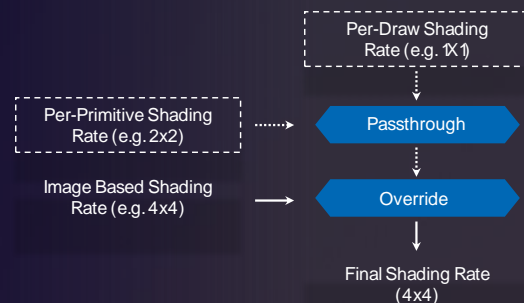 Per-Draw Shading
Rate (e.g. 1X1)
Per-Primitive Shading
Rate (e.g. 2x2)
Passthrough
Image Based Shading
Rate (e.g. 4x4)
Override
Final Shading Rate
(4x4)